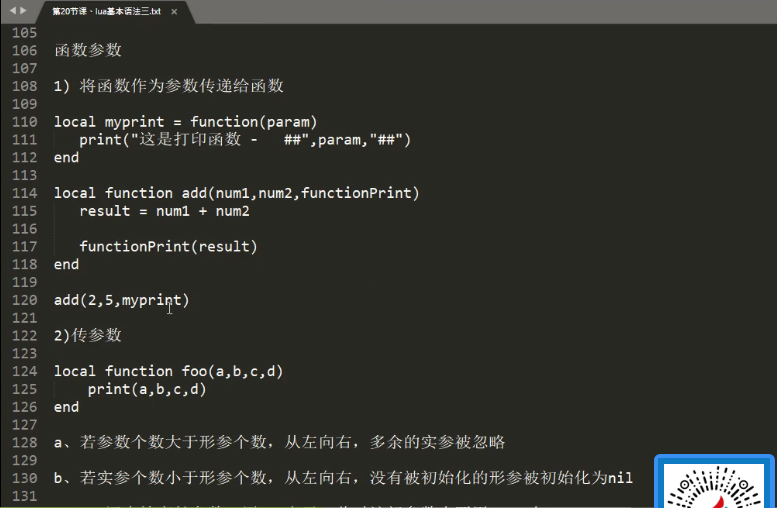 第20节课、lua基本语法三.txt ×
105
106 函数参数
107
108 1) 将函数作为参数传递给函数
109
110 local myprint = function(param)
111 print("这是打印函数 -   ##",param,"##")
112 end
113
114 local function add(num1,num2,functionPrint)
115 result = num1 + num2
116
117 functionPrint(result)
118 end
119
120 add(2,5,myprint)
121
122 2)传参数
123
124 local function foo(a,b,c,d)
125 print(a,b,c,d)
126 end
127
128 a、若参数个数大于形参个数，从左向右，多余的实参被忽略
129
130 b、若实参个数小于形参个数，从左向右，没有被初始化的形参被初始化为nil
131